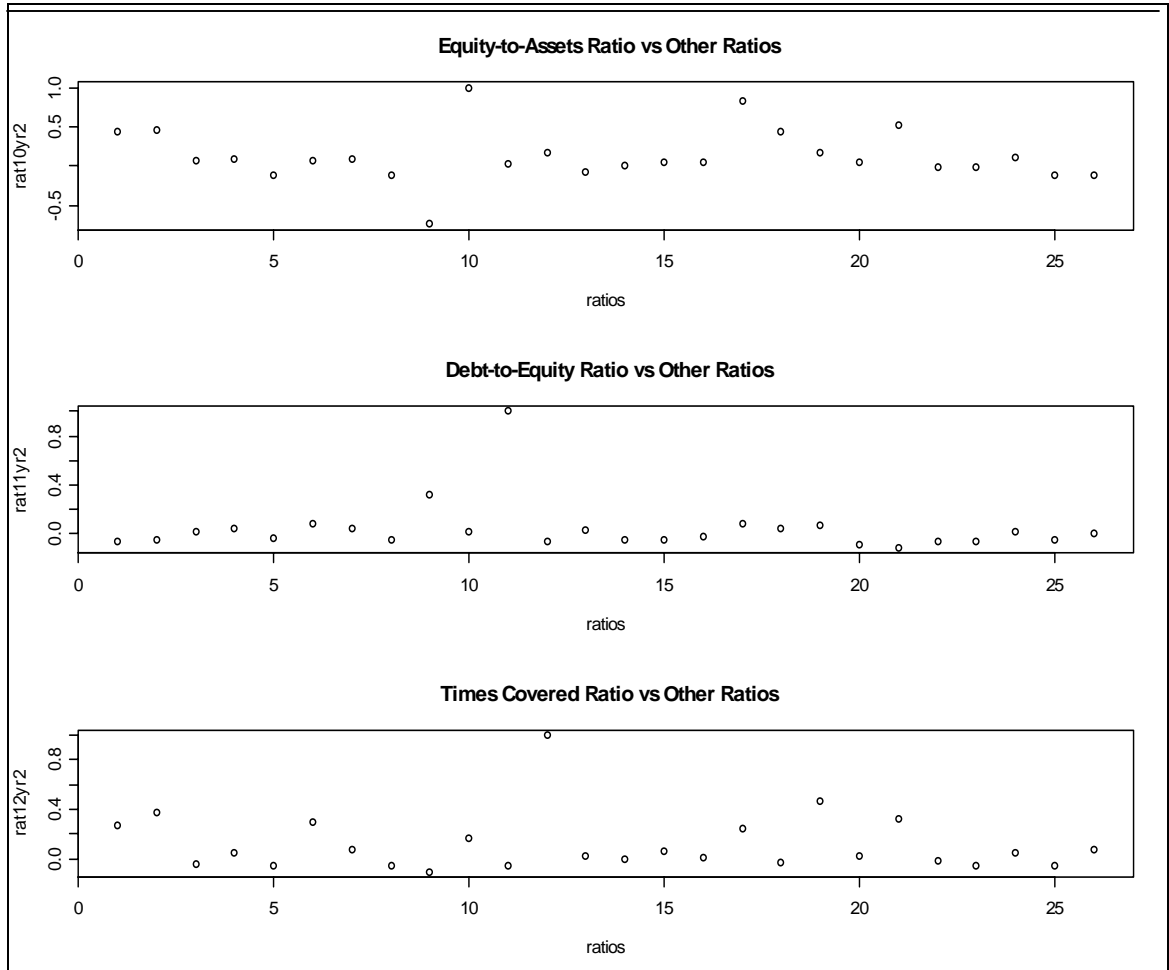 Equity-to-Assets Ratio vs Other Ratios
rat10yr2
1.0
0.5
-0.5
0 5 10 15 20 25
ratios
Debt-to-Equity Ratio vs Other Ratios
rat11yr2
0.8
0.4
0.0
0 5 10 15 20 25
ratios
Times Covered Ratio vs Other Ratios
rat12yr2
0.8
0.4
0.0
0 5 10 15 20 25
ratios